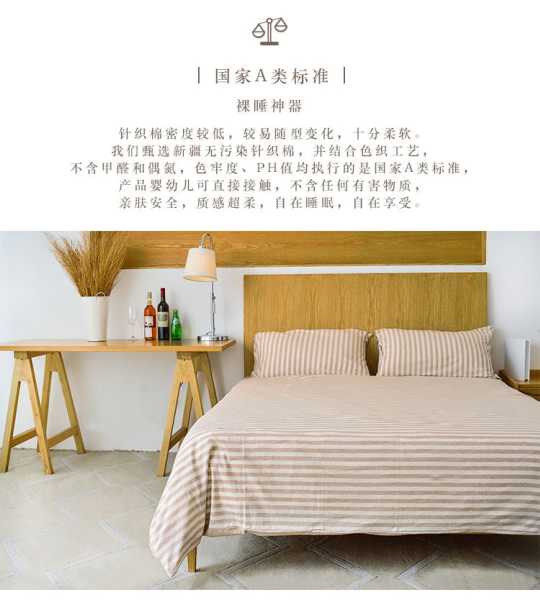 国家A类标准
裸睡神器
针织棉密度较低，较易随型变化，十分柔软。
我们甄选新疆无污染针织棉，并结合色织工艺，
不含甲醛和偶氮，色牢度、PH值均执行的是国家A类标准，
产品婴幼儿可直接接触，不含任何有害物质，
亲肤安全，质感超柔，自在睡眠，自在享受。